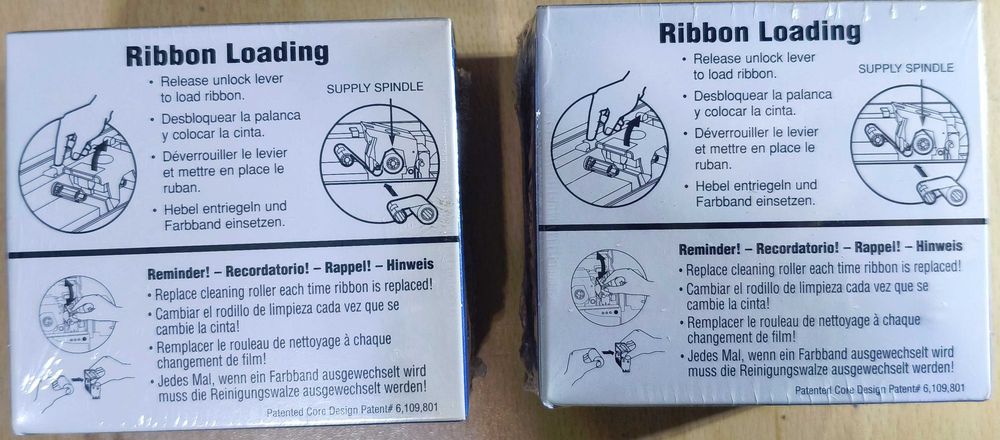 Ribbon Loading
• Release unlock lever
to load ribbon.
• Desbloquear la palanca
y colocar la cinta.
• Déverrouiller le levier
et mettre en place le
ruban.
• Hebel entriegeln und
Farbband einsetzen.
SUPPLY SPINDLE
Reminder! – Recordatorio! – Rappel! – Hinweis
• Replace cleaning roller each time ribbon is replaced!
• Cambiar el rodillo de limpieza cada vez que se
cambie la cinta!
• Remplacer le rouleau de nettoyage à chaque
changement de film!
• Jedes Mal, wenn ein Farbband ausgewechselt wird
muss die Reinigungswalze erstzt werden!
Patented Core Design Patent# 6,109,801
Ribbon Loading
• Release unlock lever
to load ribbon.
• Desbloquear la palanca
y colocar la cinta.
• Déverrouiller le levier
et mettre en place le
ruban.
• Hebel entriegeln und
Farbband einsetzen.
SUPPLY SPINDLE
Reminder! – Recordatorio! – Rappel! – Hinweis
• Replace cleaning roller each time ribbon is replaced!
• Cambiar el rodillo de limpieza cada vez que se
cambie la cinta!
• Remplacer le rouleau de nettoyage à chaque
changement de film!
• Jedes Mal, wenn ein Farbband ausgewechselt wird
muss die Reinigungswalze ausgewechselt werden!
Patented Core Design Patent# 6,109,801